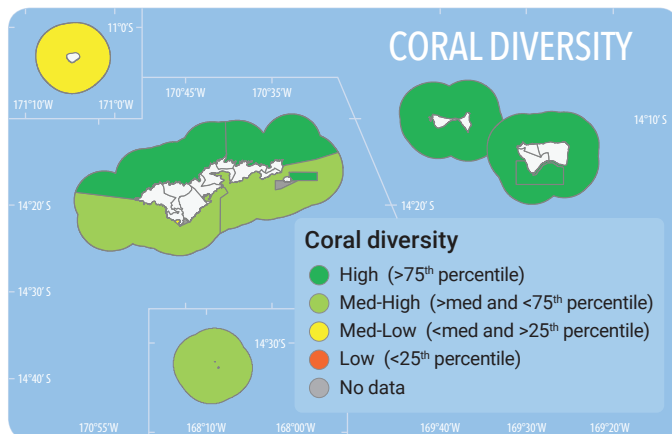 CORAL DIVERSITY
11°0'S
171°10'W
171°0'W
170°45'W
170°35'W
14°10'S
14°20'S
14°20'S
14°30'S
14°30'S
14°40'S
170°55'W
168°10'W
168°00'W
169°40'W
169°30'W
169°20'W
Coral diversity
High (>75th percentile)
Med-High (>med and <75th percentile)
Med-Low (<med and >25th percentile)
Low (<25th percentile)
No data